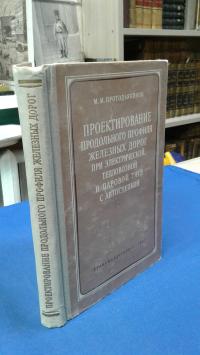 М. М. ПРОТОДЬЯКОНОВ
ПРОЕКТИРОВАНИЕ
ПРОДОЛЬНОГО ПРОФИЛЯ
ЖЕЛЕЗНЫХ ДОРОГ
ПРИ ЭЛЕКТРИЧЕСКОЙ,
ТЕПЛОВОЗНОЙ
И ПАРОВОЙ ТЯГЕ
С АВТОСЦЕПКОЙ
ПРОЕКТИРОВАНИЕ ПРОДОЛЬНОГО ПРОФИЛЯ ЖЕЛЕЗНЫХ ДОРОГ